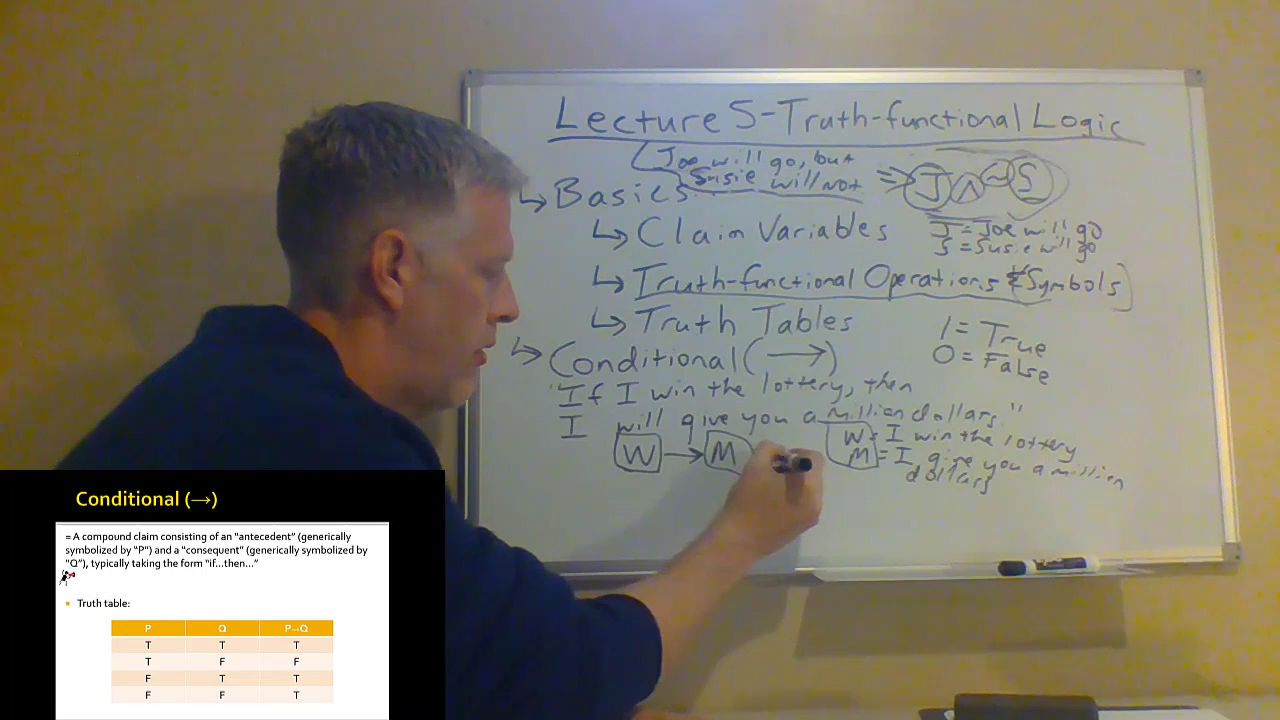 Lecture 5-Truth-functional Logic
Joe will go, but
Susie will not
⇒ J ∧ ~S
↳ Basics
↳ Claim Variables
J = Joe will go
S = Susie will go
↳ Truth-functional Operations & Symbols
↳ Truth Tables
1 = True
0 = False
↳ Conditional (→)
"If I win the lottery, then
I will give you a million dollars."
W → M
W = I win the lottery
M = I give you a million
dollars
Conditional (→)
= A compound claim consisting of an "antecedent" (generically
symbolized by "P") and a "consequent" (generically symbolized by
"Q"), typically taking the form "if...then..."
▪ Truth table:
P Q P→Q
T T T
T F F
F T T
F F T